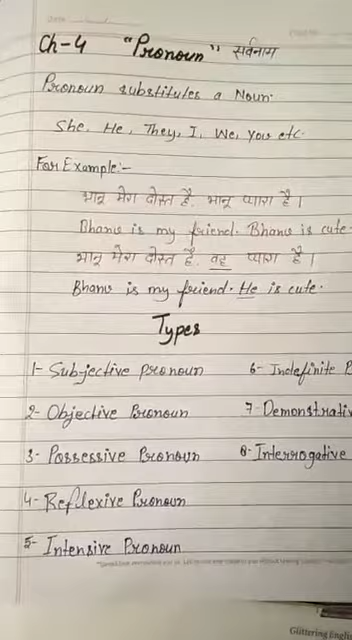 Ch-4 "Pronoun" सर्वनाम
Pronoun substitutes a Noun.
She, He, They, I, We, You etc.
For Example:-
भानू मेरा दोस्त है. भानू प्यारा है।
Bhanu is my friend. Bhanu is cute.
भानू मेरा दोस्त है. वह प्यारा है।
Bhanu is my friend. He is cute.
Types
1- Subjective Pronoun 6- Indefinite P
2- Objective Pronoun 7- Demonstrativ
3- Possessive Pronoun 8- Interrogative
4- Reflexive Pronoun
5- Intensive Pronoun
Glittering Engli